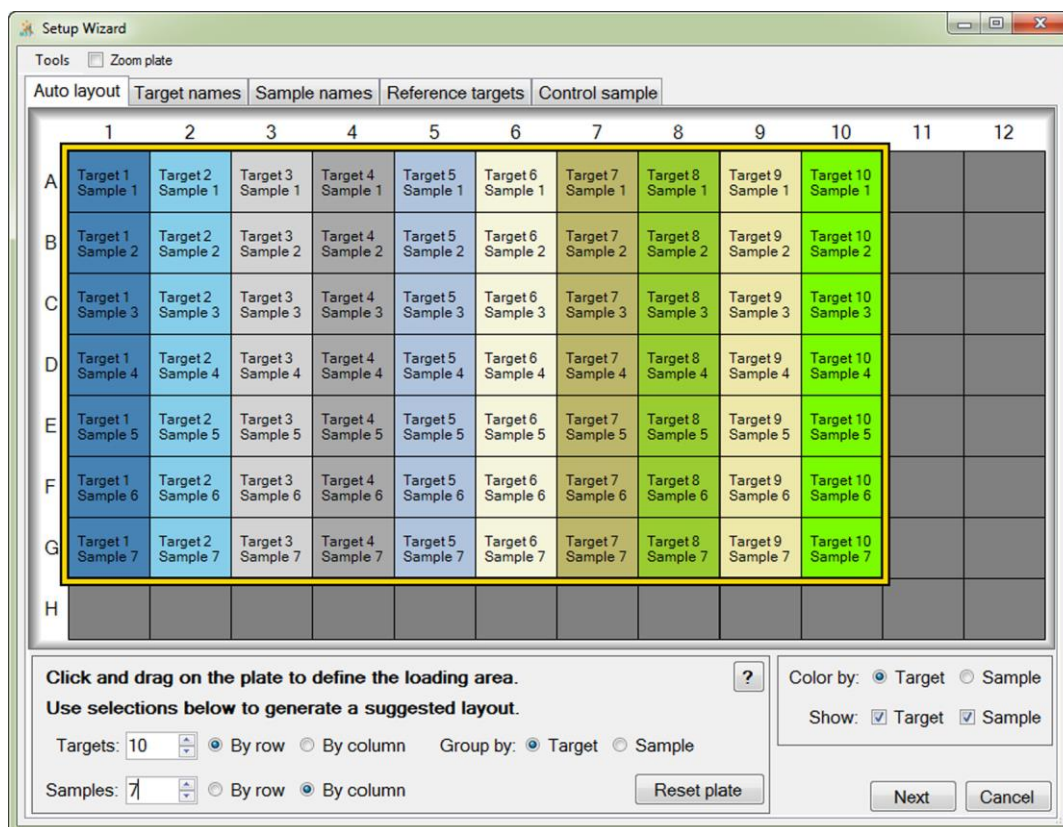 Setup Wizard
Tools Zoom plate
Auto layout Target names Sample names Reference targets Control sample
1 2 3 4 5 6 7 8 9 10 11 12
A Target 1 Target 2 Target 3 Target 4 Target 5 Target 6 Target 7 Target 8 Target 9 Target 10
Sample 1 Sample 1 Sample 1 Sample 1 Sample 1 Sample 1 Sample 1 Sample 1 Sample 1 Sample 1
B Target 1 Target 2 Target 3 Target 4 Target 5 Target 6 Target 7 Target 8 Target 9 Target 10
Sample 2 Sample 2 Sample 2 Sample 2 Sample 2 Sample 2 Sample 2 Sample 2 Sample 2 Sample 2
C Target 1 Target 2 Target 3 Target 4 Target 5 Target 6 Target 7 Target 8 Target 9 Target 10
Sample 3 Sample 3 Sample 3 Sample 3 Sample 3 Sample 3 Sample 3 Sample 3 Sample 3 Sample 3
D Target 1 Target 2 Target 3 Target 4 Target 5 Target 6 Target 7 Target 8 Target 9 Target 10
Sample 4 Sample 4 Sample 4 Sample 4 Sample 4 Sample 4 Sample 4 Sample 4 Sample 4 Sample 4
E Target 1 Target 2 Target 3 Target 4 Target 5 Target 6 Target 7 Target 8 Target 9 Target 10
Sample 5 Sample 5 Sample 5 Sample 5 Sample 5 Sample 5 Sample 5 Sample 5 Sample 5 Sample 5
F Target 1 Target 2 Target 3 Target 4 Target 5 Target 6 Target 7 Target 8 Target 9 Target 10
Sample 6 Sample 6 Sample 6 Sample 6 Sample 6 Sample 6 Sample 6 Sample 6 Sample 6 Sample 6
G Target 1 Target 2 Target 3 Target 4 Target 5 Target 6 Target 7 Target 8 Target 9 Target 10
Sample 7 Sample 7 Sample 7 Sample 7 Sample 7 Sample 7 Sample 7 Sample 7 Sample 7 Sample 7
H
Click and drag on the plate to define the loading area. ?
Use selections below to generate a suggested layout.
Targets: 10 By row By column Group by: Target Sample
Samples: 7 By row By column Reset plate
Color by: Target Sample
Show: Target Sample
Next Cancel